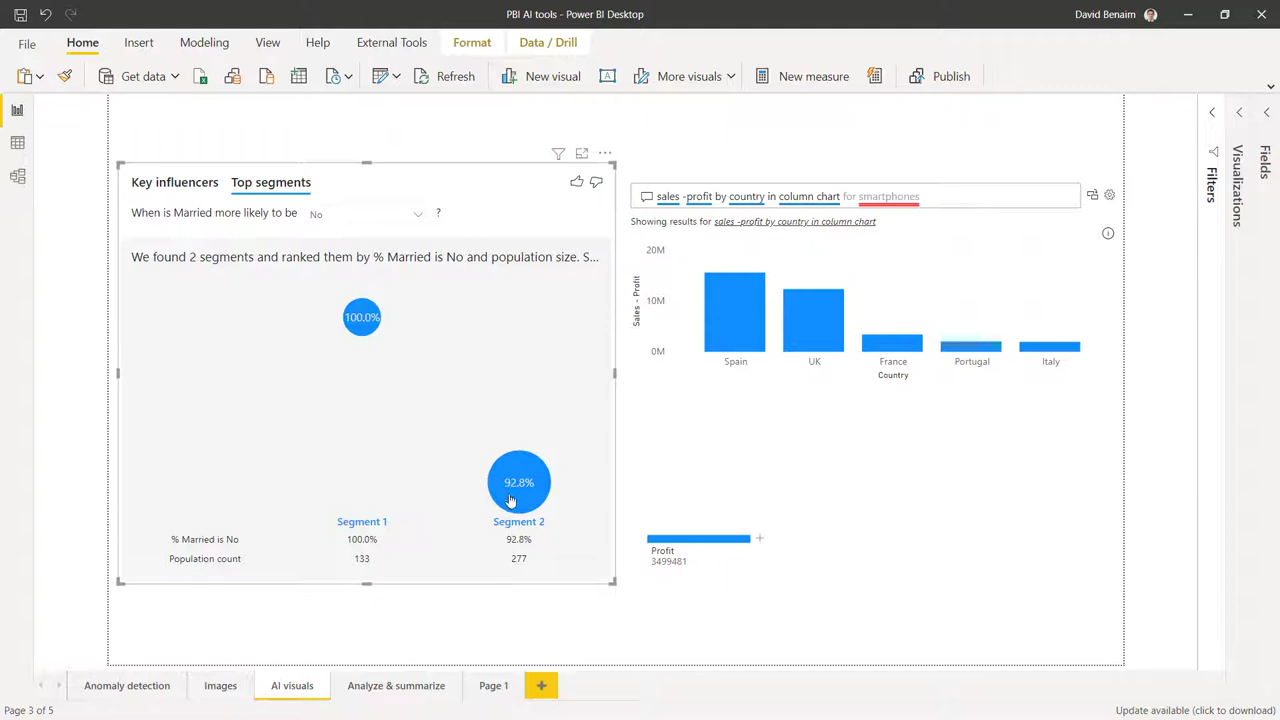 PBI AI tools - Power BI Desktop
David Benaim
File Home Insert Modeling View Help External Tools Format Data / Drill
Get data Refresh New visual More visuals New measure Publish
Key influencers Top segments
When is Married more likely to be No ?
We found 2 segments and ranked them by % Married is No and population size. S...
100.0%
92.8%
Segment 1 Segment 2
% Married is No 100.0% 92.8%
Population count 133 277
sales -profit by country in column chart for smartphones
Showing results for sales -profit by country in column chart
20M
10M
0M
Sales - Profit
Spain UK France Portugal Italy
Country
Profit
3499481
Filters
Visualizations
Fields
Anomaly detection Images AI visuals Analyze & summarize Page 1
Page 3 of 5
Update available (click to download)